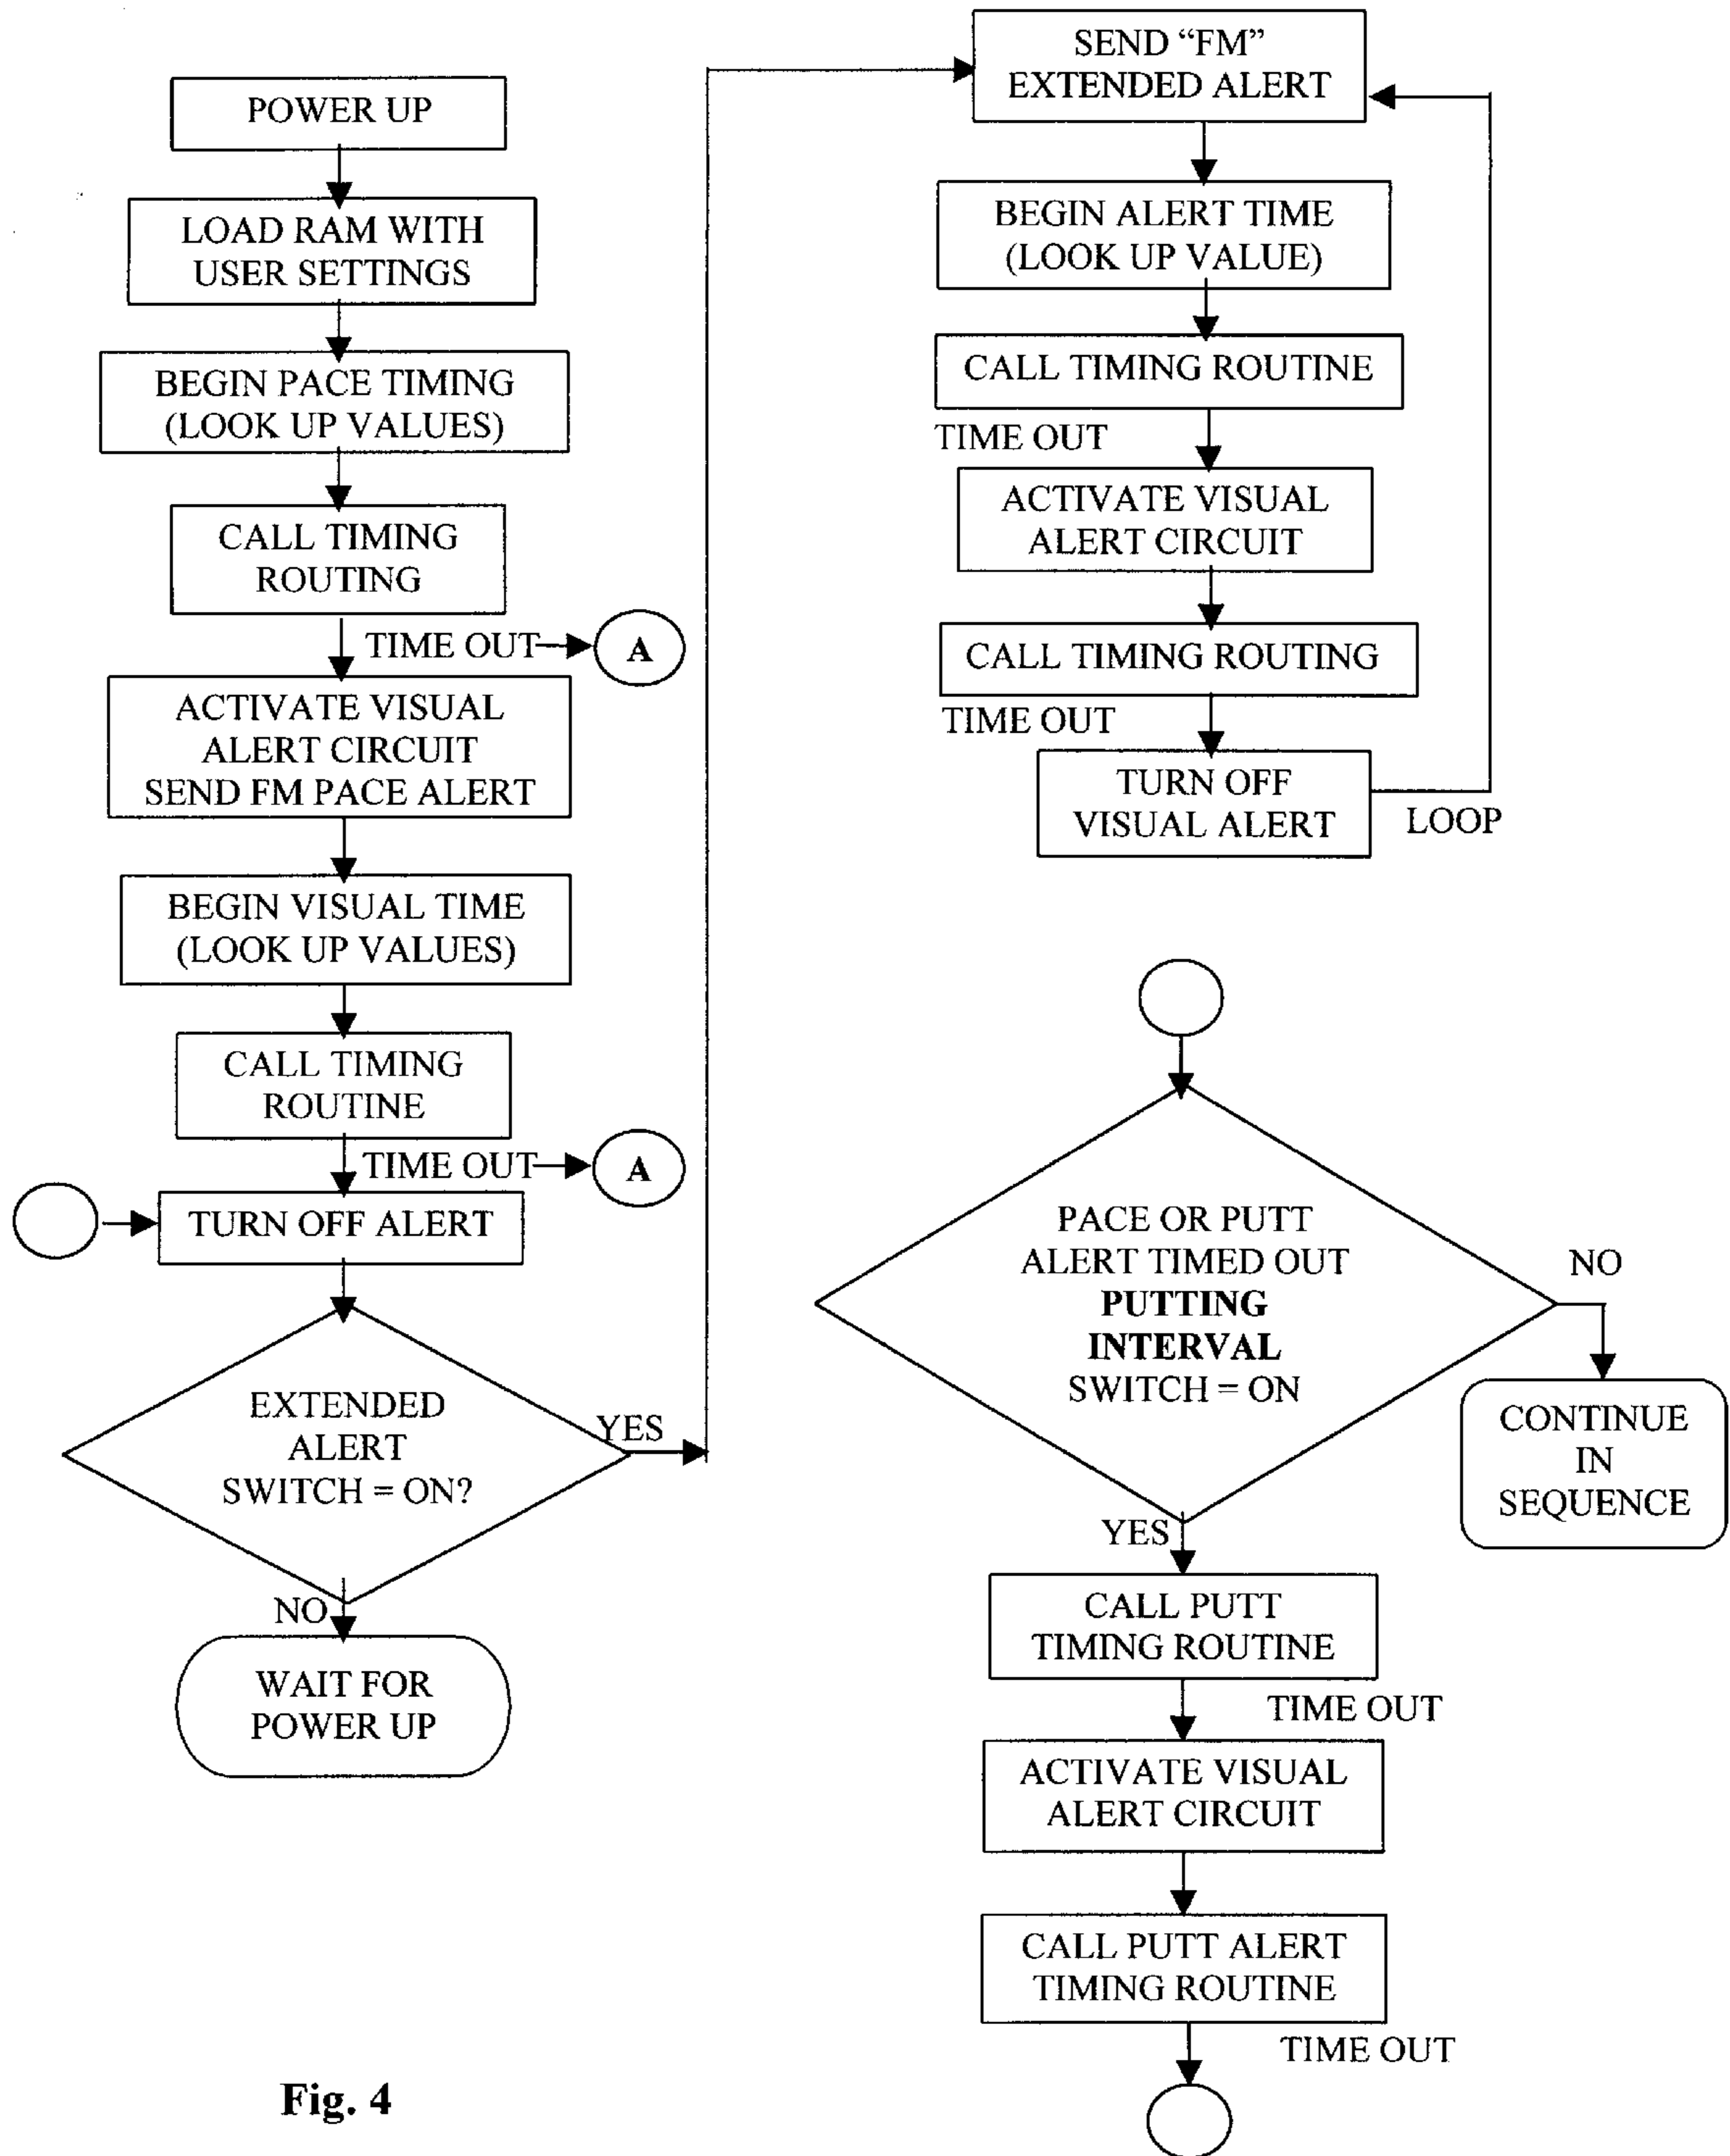 POWER UP
LOAD RAM WITH
USER SETTINGS
BEGIN PACE TIMING
(LOOK UP VALUES)
CALL TIMING
ROUTING
TIME OUT
A
ACTIVATE VISUAL
ALERT CIRCUIT
SEND FM PACE ALERT
BEGIN VISUAL TIME
(LOOK UP VALUES)
CALL TIMING
ROUTINE
TIME OUT
A
TURN OFF ALERT
EXTENDED
ALERT
SWITCH = ON?
YES
NO
WAIT FOR
POWER UP
SEND “FM”
EXTENDED ALERT
BEGIN ALERT TIME
(LOOK UP VALUE)
CALL TIMING ROUTINE
TIME OUT
ACTIVATE VISUAL
ALERT CIRCUIT
CALL TIMING ROUTING
TIME OUT
TURN OFF
VISUAL ALERT
LOOP
PACE OR PUTT
ALERT TIMED OUT
PUTTING
INTERVAL
SWITCH = ON
NO
CONTINUE
IN
SEQUENCE
YES
CALL PUTT
TIMING ROUTINE
TIME OUT
ACTIVATE VISUAL
ALERT CIRCUIT
CALL PUTT ALERT
TIMING ROUTINE
TIME OUT
Fig. 4